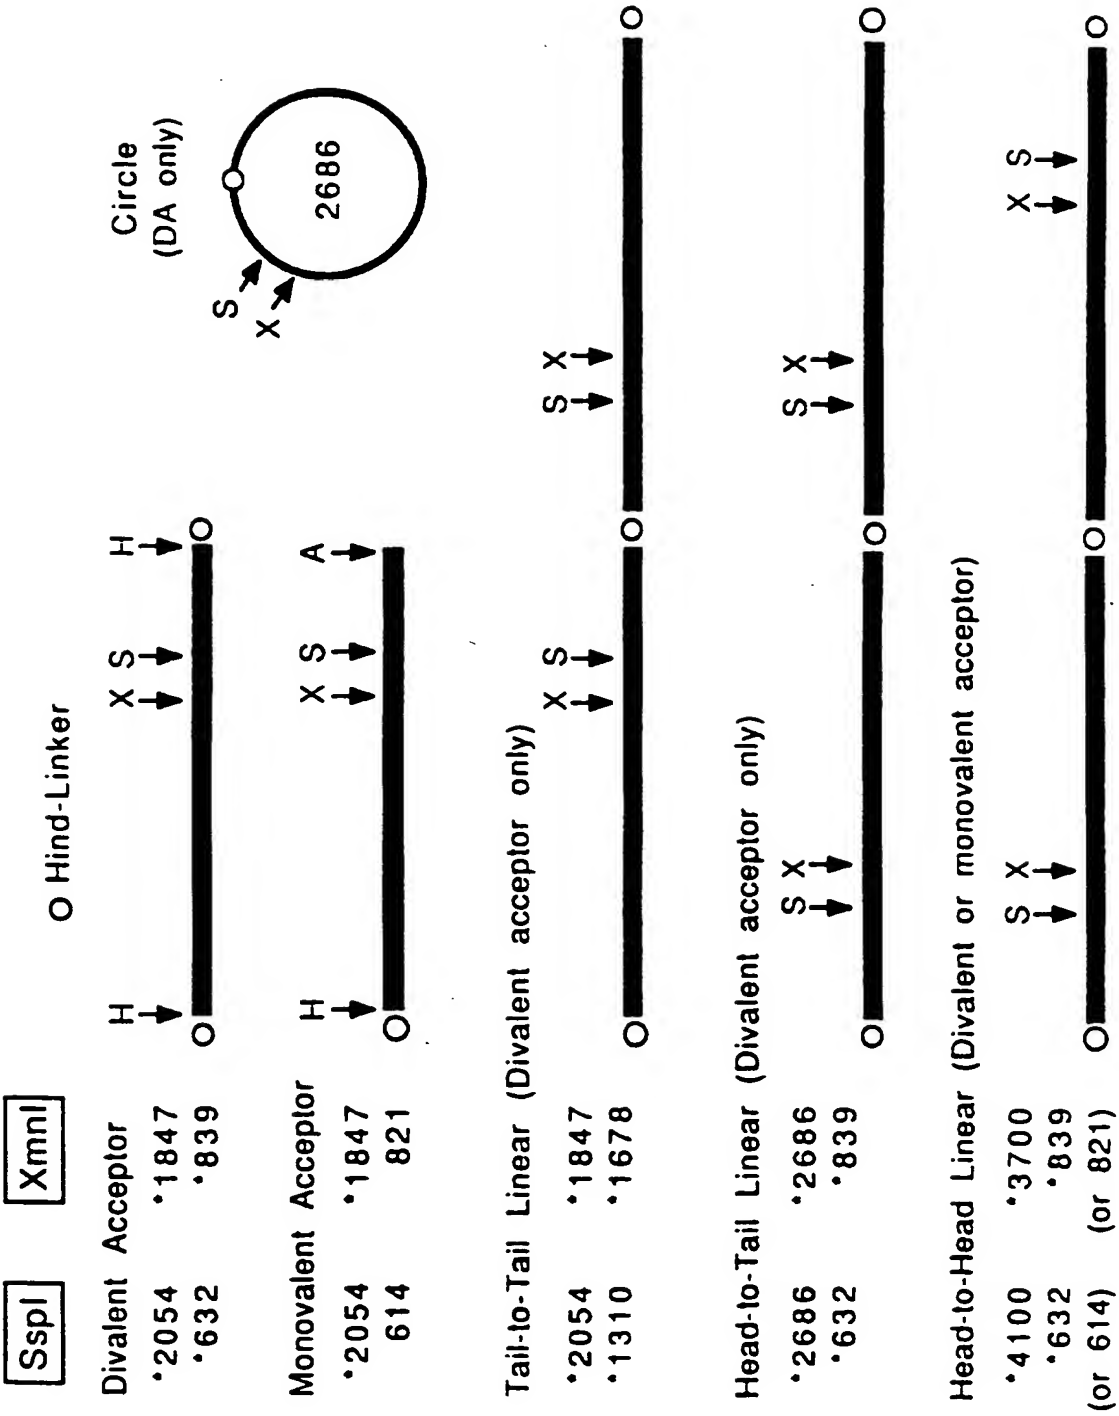 SspI XmnI
O Hind-Linker
Divalent Acceptor
*2054 *1847
*632 *839
H X S H
Circle
(DA only)
S
X
2686
Monovalent Acceptor
*2054 *1847
614 821
H X S A
Tail-to-Tail Linear (Divalent acceptor only)
*2054 *1847
*1310 *1678
X S S X
Head-to-Tail Linear (Divalent acceptor only)
*2686 *2686
*632 *839
S X S X
Head-to-Head Linear (Divalent or monovalent acceptor)
*4100 *3700
*632 *839
(or 614) (or 821)
S X X S